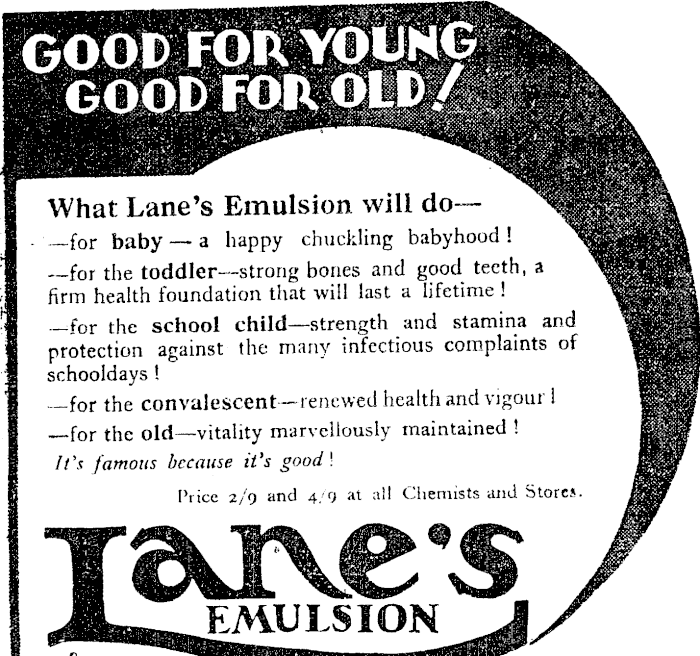 GOOD FOR YOUNG
GOOD FOR OLD!
What Lane's Emulsion will do—
—for baby — a happy chuckling babyhood!
—for the toddler—strong bones and good teeth, a
firm health foundation that will last a lifetime!
—for the school child—strength and stamina and
protection against the many infectious complaints of
schooldays!
—for the convalescent—renewed health and vigour!
—for the old—vitality marvellously maintained!
It's famous because it's good!
Price 2/9 and 4/9 at all Chemists and Stores.
Lane's
EMULSION